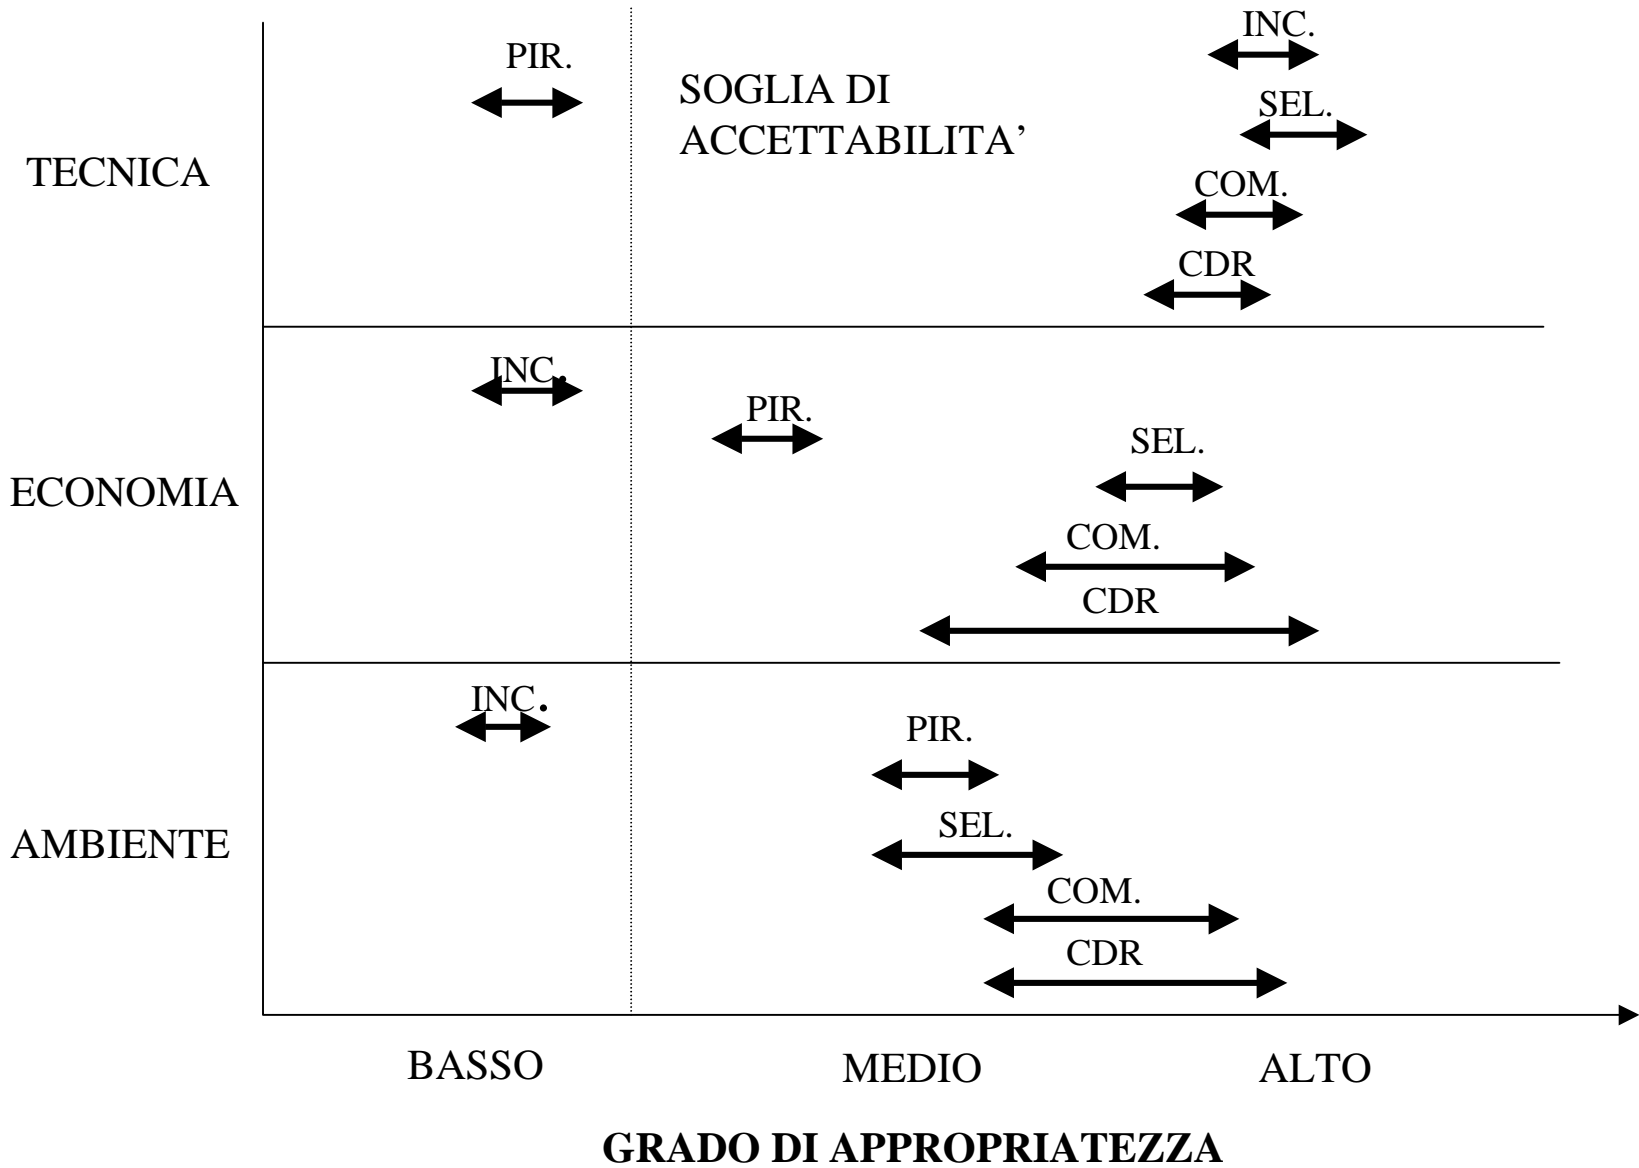 INC.
PIR.
SOGLIA DI
ACCETTABILITA’
SEL.
TECNICA
COM.
CDR
INC.
PIR.
SEL.
ECONOMIA
COM.
CDR
INC.
PIR.
SEL.
AMBIENTE
COM.
CDR
BASSO
MEDIO
ALTO
GRADO DI APPROPRIATEZZA